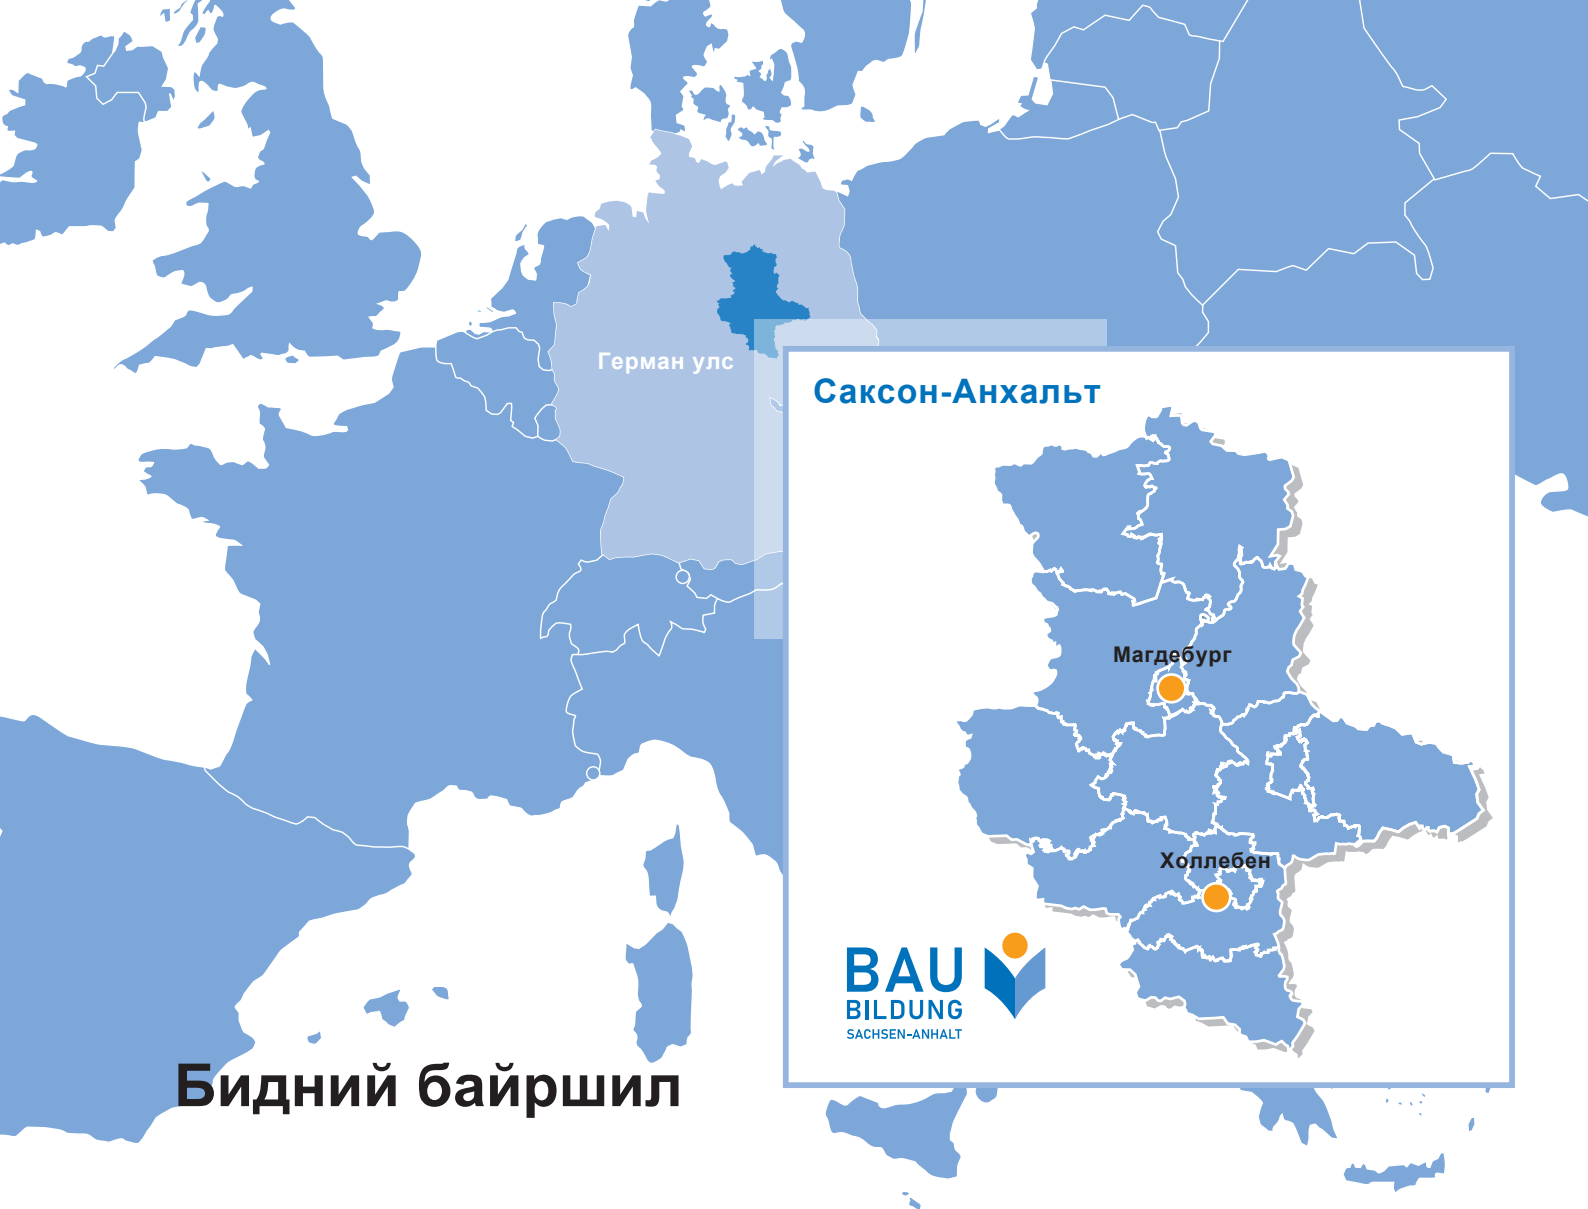 Герман улс
Саксон-Анхальт
Магдебург
Холлебен
BAU
BILDUNG
SACHSEN-ANHALT
Бидний байршил